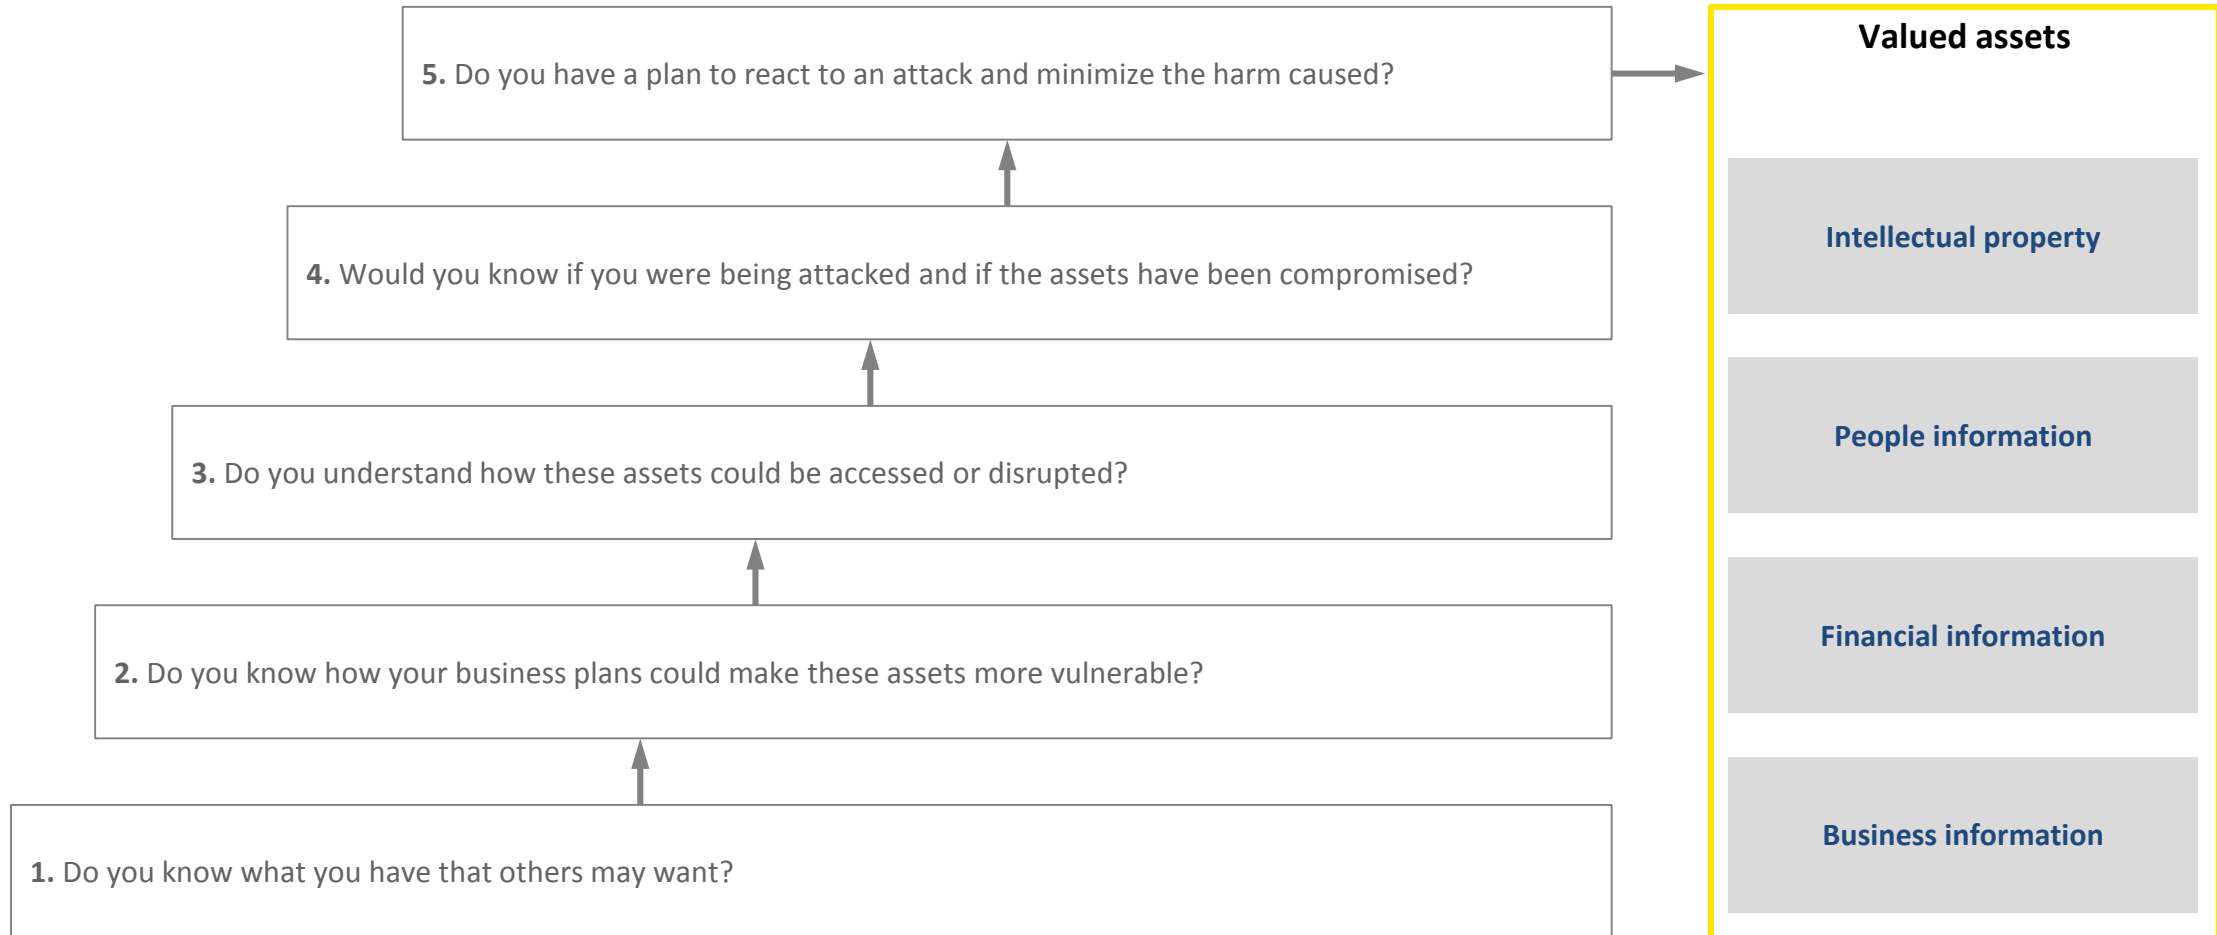 5. Do you have a plan to react to an attack and minimize the harm caused?
4. Would you know if you were being attacked and if the assets have been compromised?
3. Do you understand how these assets could be accessed or disrupted?
2. Do you know how your business plans could make these assets more vulnerable?
1. Do you know what you have that others may want?
Valued assets
Intellectual property
People information
Financial information
Business information